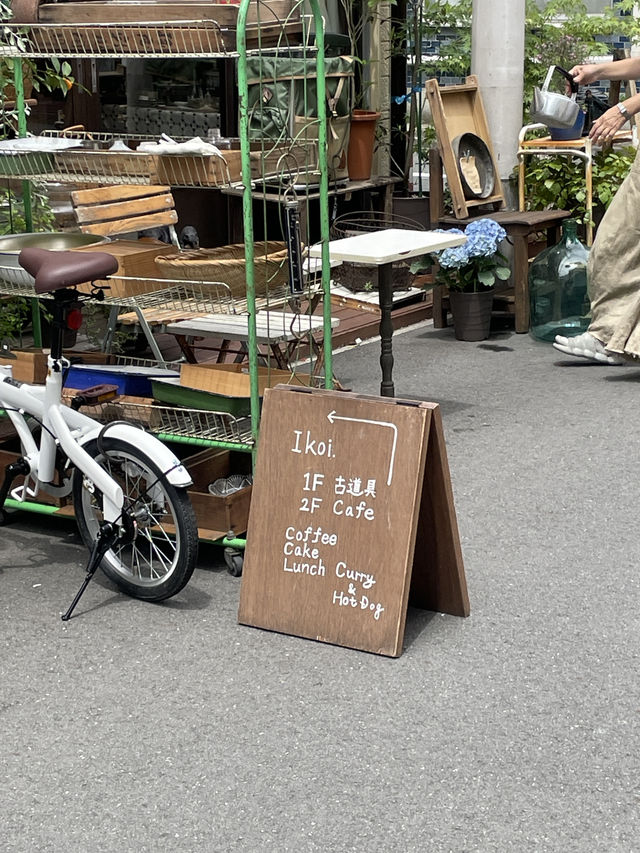 Ikoi.
1F 古道具
2F Cafe
Coffee
Cake
Lunch Curry
&
Hot Dog